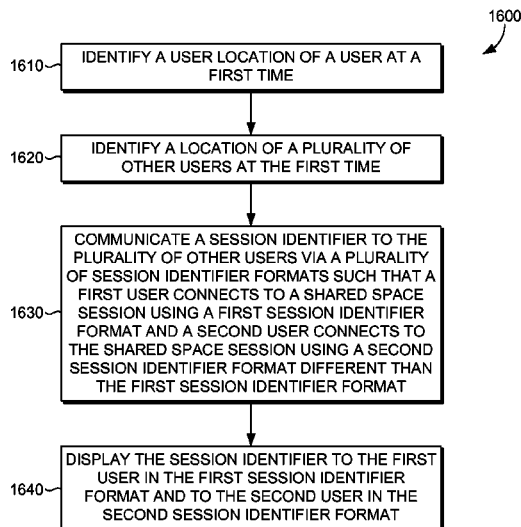 1600
1610
IDENTIFY A USER LOCATION OF A USER AT A
FIRST TIME
1620
IDENTIFY A LOCATION OF A PLURALITY OF
OTHER USERS AT THE FIRST TIME
1630
COMMUNICATE A SESSION IDENTIFIER TO THE
PLURALITY OF OTHER USERS VIA A PLURALITY
OF SESSION IDENTIFIER FORMATS SUCH THAT A
FIRST USER CONNECTS TO A SHARED SPACE
SESSION USING A FIRST SESSION IDENTIFIER
FORMAT AND A SECOND USER CONNECTS TO
THE SHARED SPACE SESSION USING A SECOND
SESSION IDENTIFIER FORMAT DIFFERENT THAN
THE FIRST SESSION IDENTIFIER FORMAT
1640
DISPLAY THE SESSION IDENTIFIER TO THE FIRST
USER IN THE FIRST SESSION IDENTIFIER
FORMAT AND TO THE SECOND USER IN THE
SECOND SESSION IDENTIFIER FORMAT